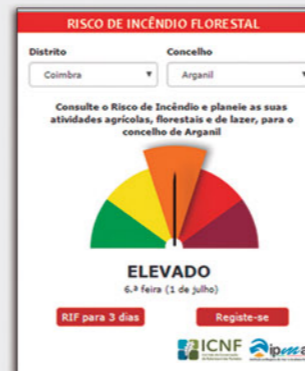 RISCO DE INCÊNDIO FLORESTAL
Distrito Concelho
Coimbra Arganil
Consulte o Risco de Incêndio e planeie as suas
atividades agrícolas, florestais e de lazer, para o
concelho de Arganil
ELEVADO
6.ª feira (1 de julho)
RIF para 3 dias Registe-se
ICNF ipma